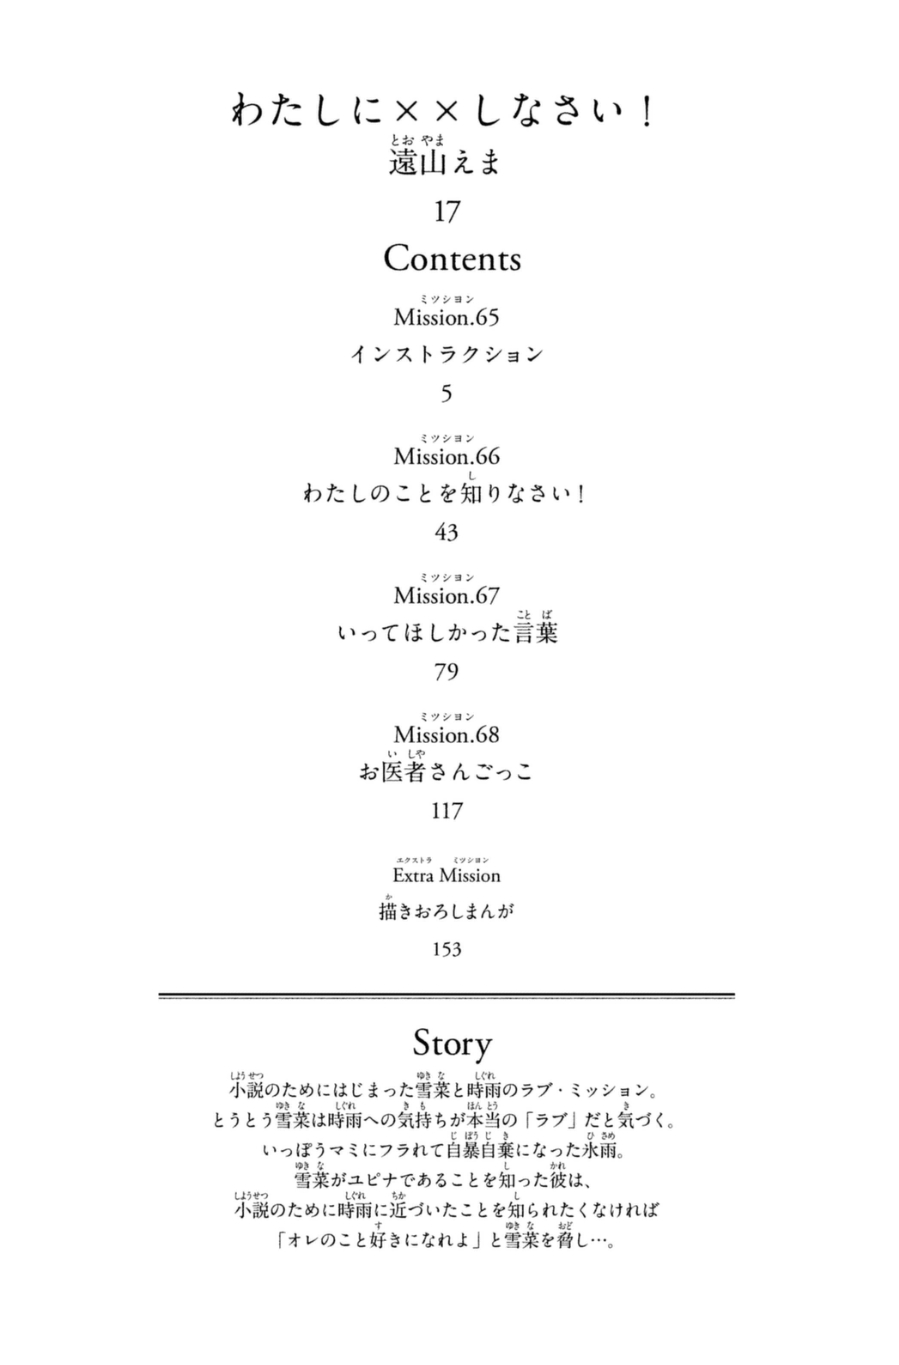 わたしに××しなさい！
遠山えま
17
Contents
Mission.65
インストラクション
5
Mission.66
わたしのことを知りなさい！
43
Mission.67
いってほしかった言葉
79
Mission.68
お医者さんごっこ
117
Extra Mission
描きおろしまんが
153
Story
小説のためにはじまった雪菜と時雨のラブ・ミッション。
とうとう雪菜は時雨への気持ちが本当の「ラブ」だと気づく。
いっぽうマミにフラれて自暴自棄になった氷雨。
雪菜がユピナであることを知った彼は、
小説のために時雨に近づいたことを知られたくなければ
「オレのこと好きになれよ」と雪菜を脅し…。